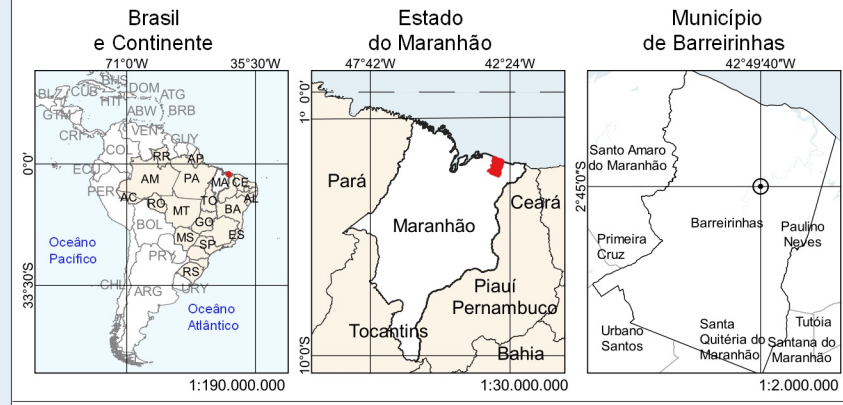 Brasil
e Continente
71°0'W
35°30'W
BHS
DOM
ATG
BLZ
CUB
HTI
ABW
BRB
GTM
CRI
VEN
GUY
CO
RR
AP
0°0'
ECU
AM
PA
MA
CE
PER
AC
RO
TO
AL
MT
BA
BOL
GO
ES
MS
SP
Oceâno
Pacífico
PRY
RS
33°30'S
CHL
ARG
URY
Oceâno
Atlântico
1:190.000.000
Estado
do Maranhão
47°42'W
42°24'W
0°0'
1°
Pará
Ceará
Maranhão
Piauí
Pernambuco
Tocantins
Bahia
10°0'S
1:30.000.000
Município
de Barreirinhas
42°49'40"W
Santo Amaro
do Maranhão
2°45'0"S
Barreirinhas
Paulino
Neves
Primeira
Cruz
Urbano
Santos
Santa
Quitéria do
Maranhão
Tutóia
Santana do
Maranhão
1:2.000.000